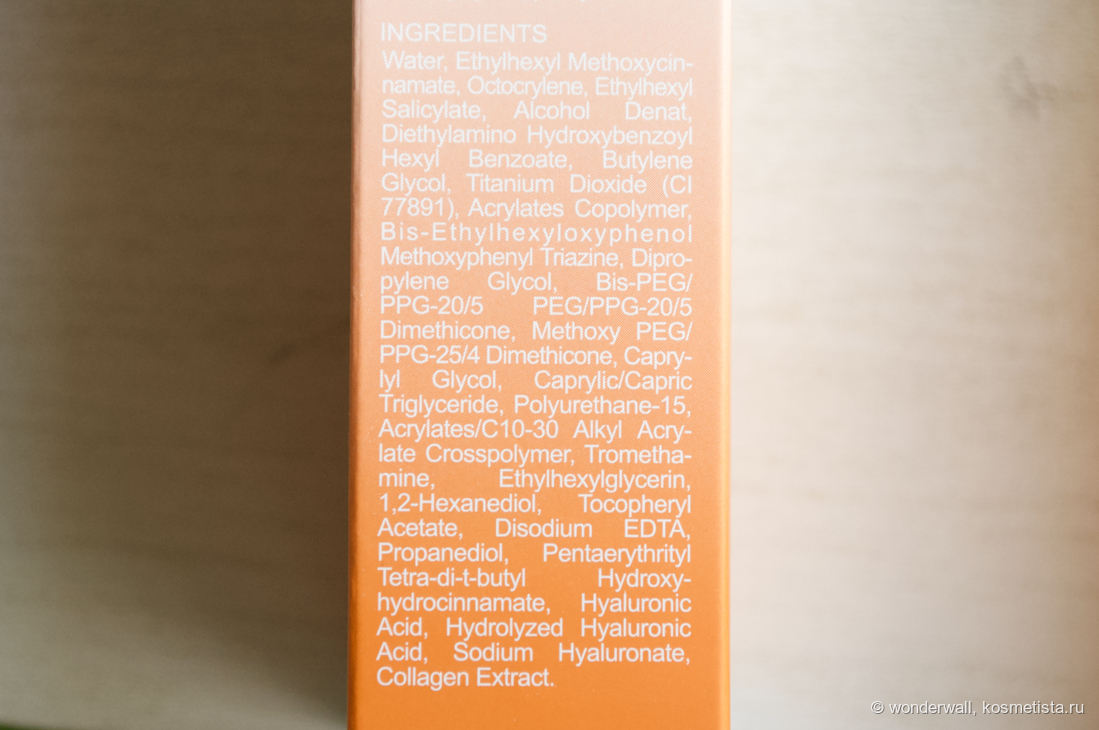 INGREDIENTS
Water, Ethylhexyl Methoxycin-
namate, Octocrylene, Ethylhexyl
Salicylate, Alcohol Denat,
Diethylamino Hydroxybenzoyl
Hexyl Benzoate, Butylene
Glycol, Titanium Dioxide (CI
77891), Acrylates Copolymer,
Bis-Ethylhexyloxyphenol
Methoxyphenyl Triazine, Dipro-
pylene Glycol, Bis-PEG/
PPG-20/5 PEG/PPG-20/5
Dimethicone, Methoxy PEG/
PPG-25/4 Dimethicone, Capry-
lyl Glycol, Caprylic/Capric
Triglyceride, Polyurethane-15,
Acrylates/C10-30 Alkyl Acry-
late Crosspolymer, Trometha-
mine, Ethylhexylglycerin,
1,2-Hexanediol, Tocopheryl
Acetate, Disodium EDTA,
Propanediol, Pentaerythrityl
Tetra-di-t-butyl Hydroxy-
hydrocinnamate, Hyaluronic
Acid, Hydrolyzed Hyaluronic
Acid, Sodium Hyaluronate,
Collagen Extract.
© wonderwall, kosmetista.ru